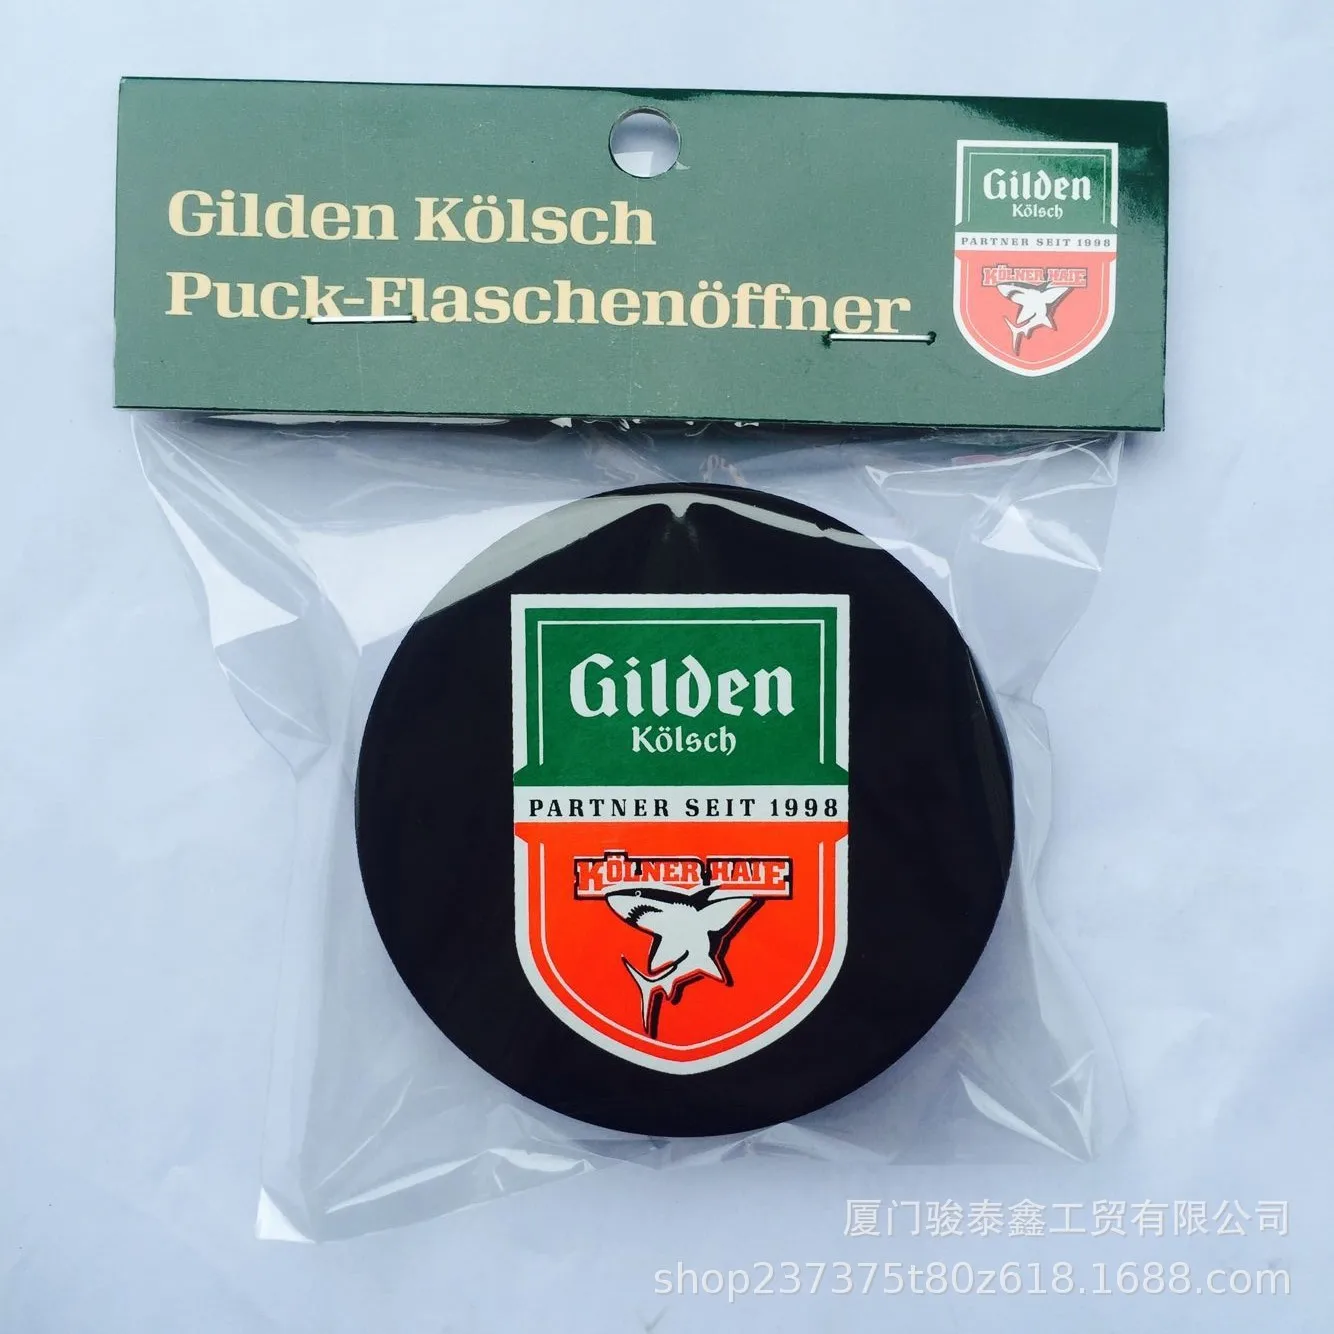 Gilden Kölsch
Puck-Flaschenöffner
Gilden
Kölsch
PARTNER SEIT 1998
KÖLNER HAIE
Gilden
Kölsch
PARTNER SEIT 1998
KÖLNER HAIE
厦门骏泰鑫工贸有限公司
shop237375t80z618.1688.com